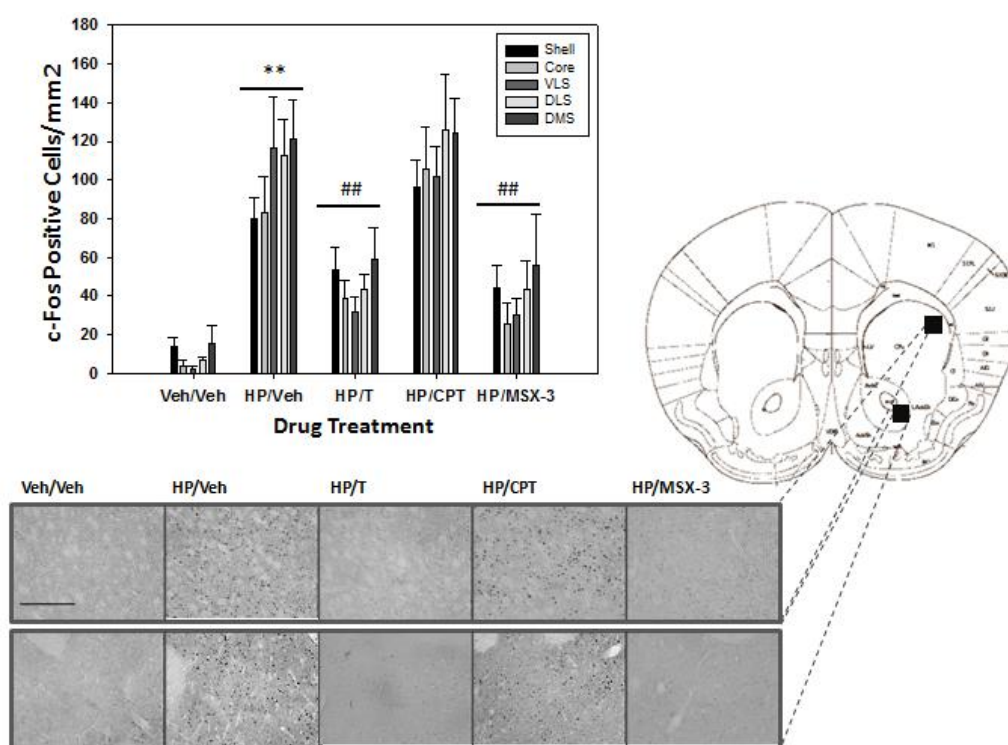 c-Fos Positive Cells/mm2
180
160
140
120
100
80
60
40
20
0
**
##
##
Shell
Core
VLS
DLS
DMS
Veh/Veh
HP/Veh
HP/T
HP/CPT
HP/MSX-3
Drug Treatment
Veh/Veh
HP/Veh
HP/T
HP/CPT
HP/MSX-3